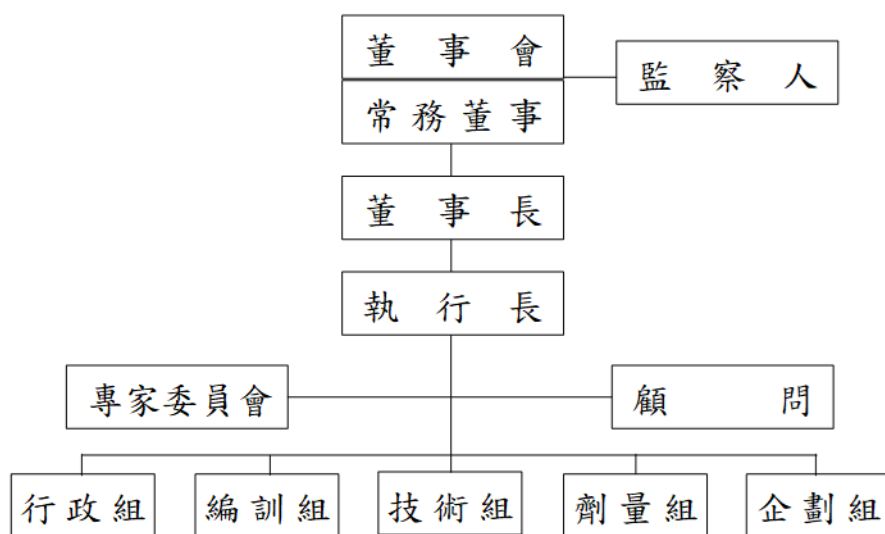 董事會
監察人
常務董事
董事長
執行長
專家委員會
顧問
行政組
編訓組
技術組
劑量組
企劃組